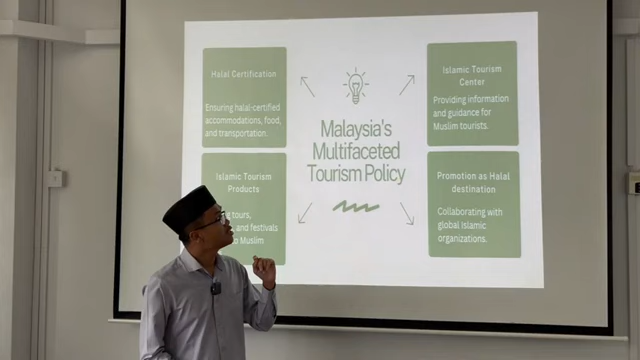 Halal Certification
Ensuring halal-certified
accommodations, food,
and transportation.
Islamic Tourism
Products
tours,
and festivals
Muslim
Malaysia's
Multifaceted
Tourism Policy
Islamic Tourism
Center
Providing information
and guidance for
Muslim tourists.
Promotion as Halal
destination
Collaborating with
global Islamic
organizations.